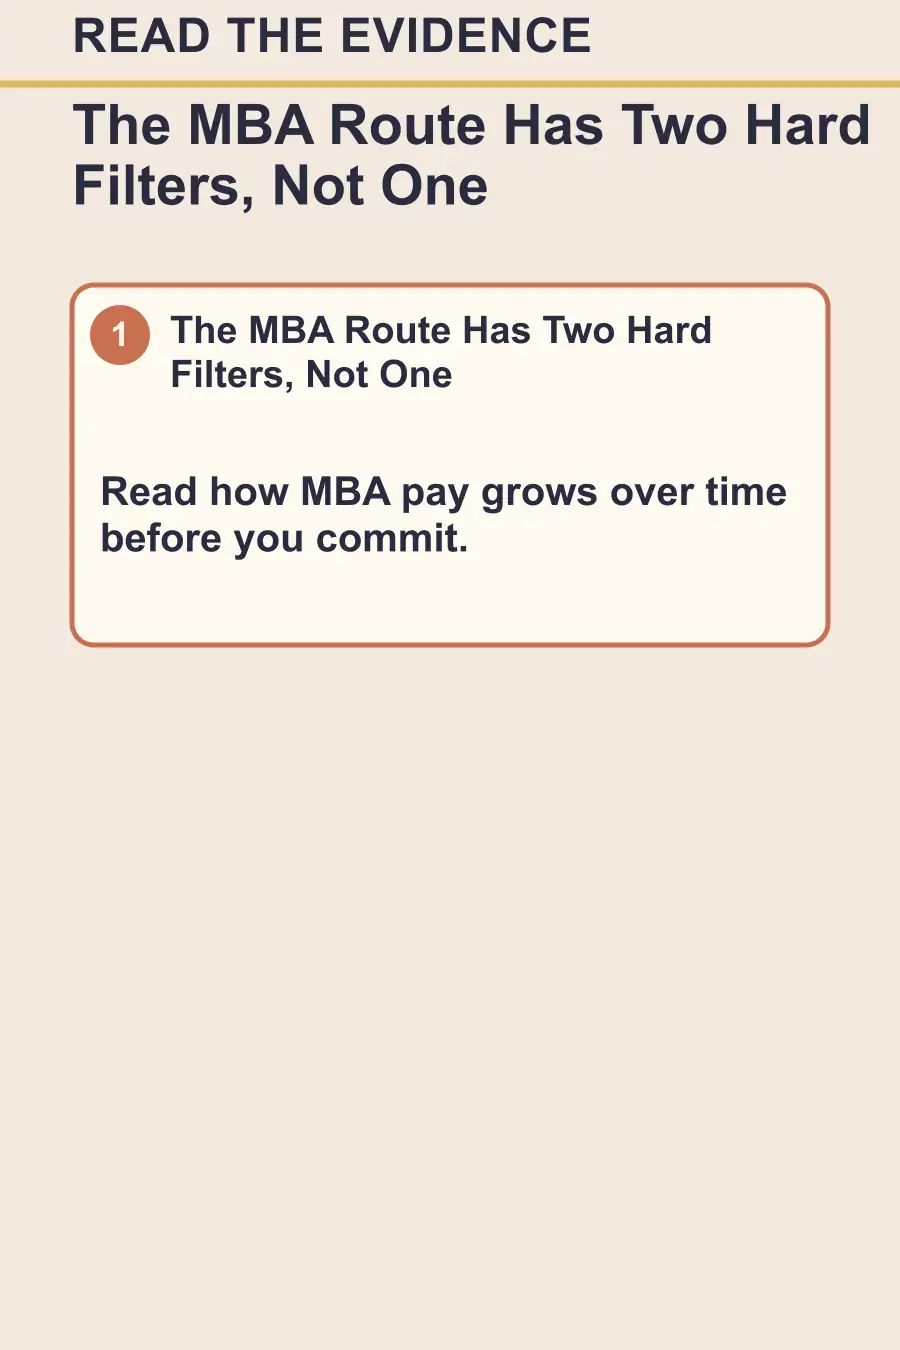 READ THE EVIDENCE
The MBA Route Has Two Hard
Filters, Not One
1
The MBA Route Has Two Hard
Filters, Not One
Read how MBA pay grows over time
before you commit.